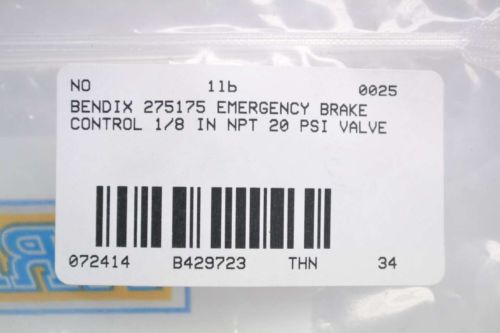 NO 1lb 0025
BENDIX 275175 EMERGENCY BRAKE
CONTROL 1/8 IN NPT 20 PSI VALVE
072414 B429723 THN 34